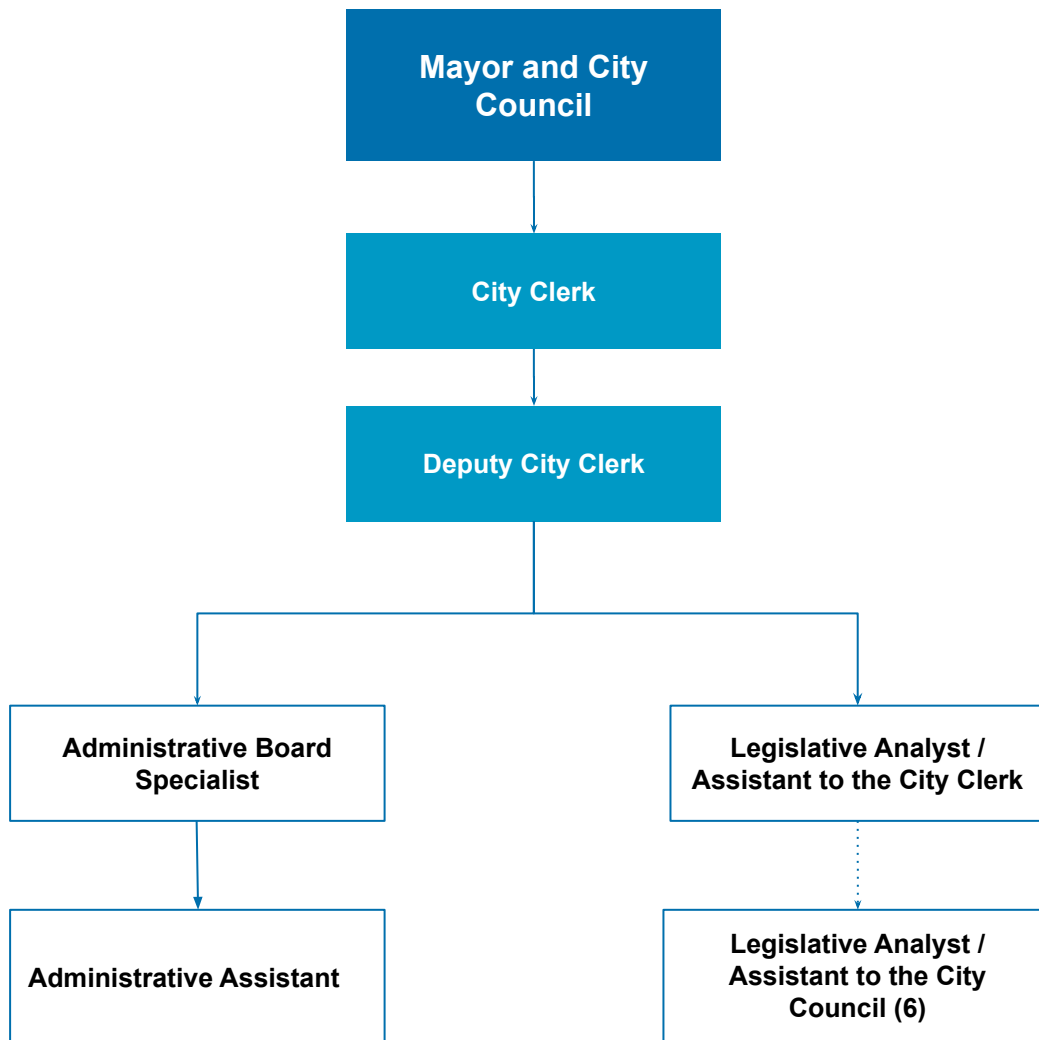 Mayor and City
Council
City Clerk
Deputy City Clerk
Administrative Board
Specialist
Legislative Analyst /
Assistant to the City Clerk
Administrative Assistant
Legislative Analyst /
Assistant to the City
Council (6)